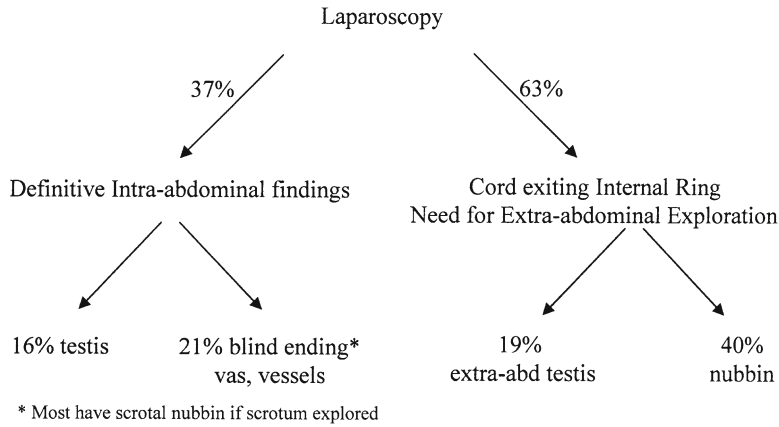 Laparoscopy
37%
63%
Definitive Intra-abdominal findings
Cord exiting Internal Ring
Need for Extra-abdominal Exploration
16% testis
21% blind ending*
vas, vessels
19%
extra-abd testis
40%
nubbin
* Most have scrotal nubbin if scrotum explored